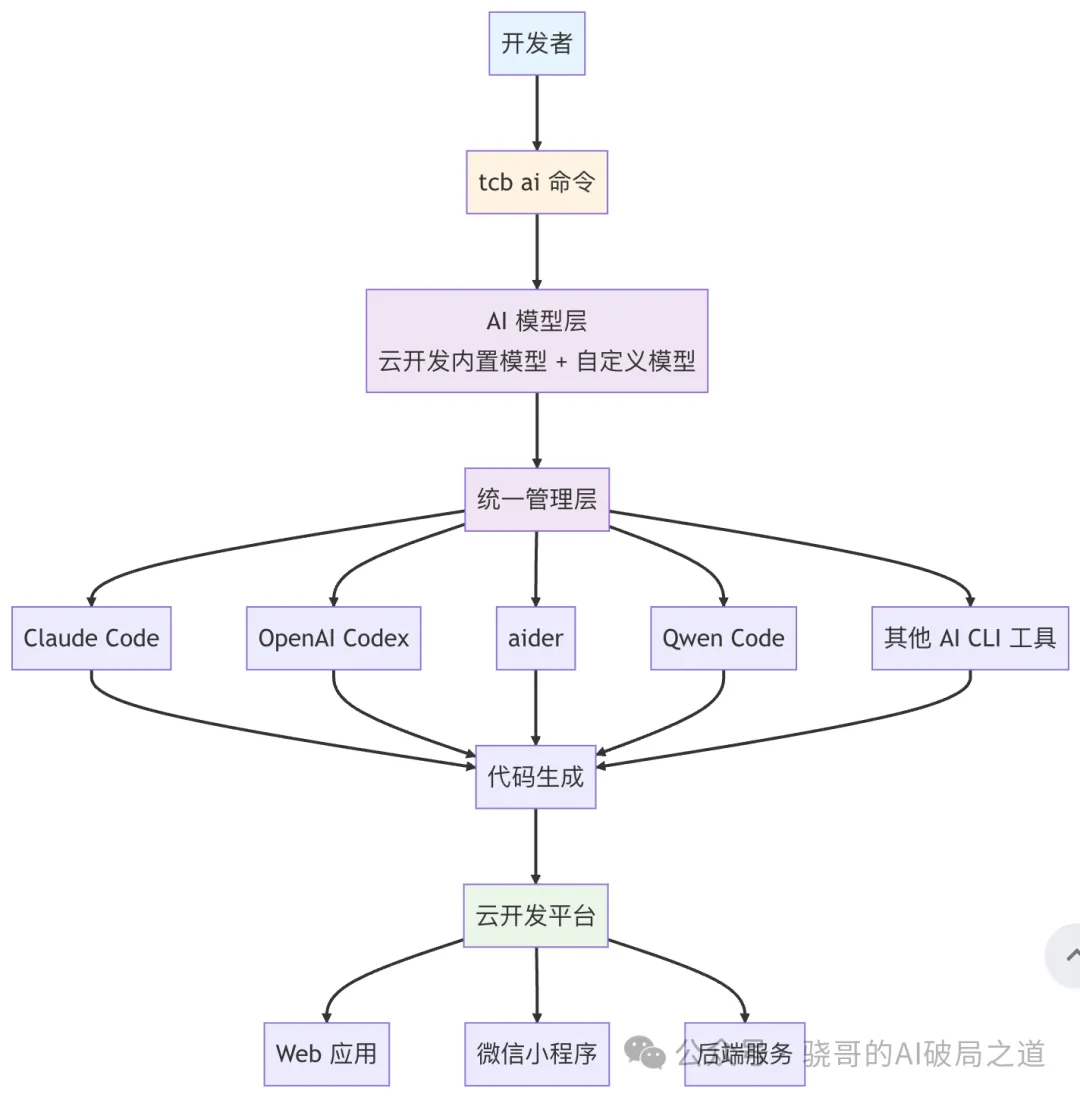 开发者
tcb ai 命令
AI 模型层
云开发内置模型 + 自定义模型
统一管理层
Claude Code
OpenAI Codex
aider
Qwen Code
其他 AI CLI 工具
代码生成
云开发平台
Web 应用
微信小程序
后端服务
公众号 骁哥的AI破局之道